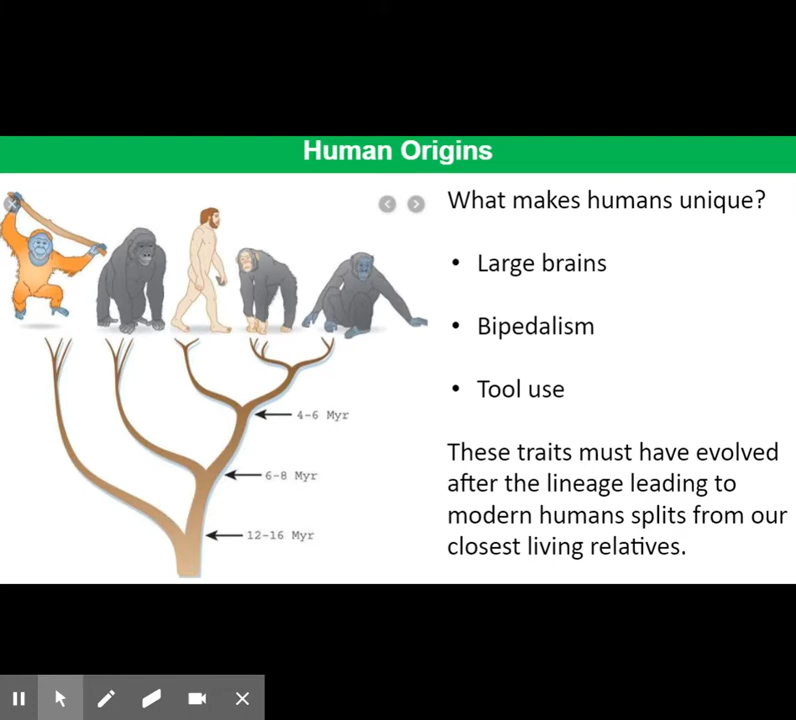 Human Origins
What makes humans unique?
• Large brains
• Bipedalism
• Tool use
These traits must have evolved
after the lineage leading to
modern humans splits from our
closest living relatives.
4-6 Myr
6-8 Myr
12-16 Myr